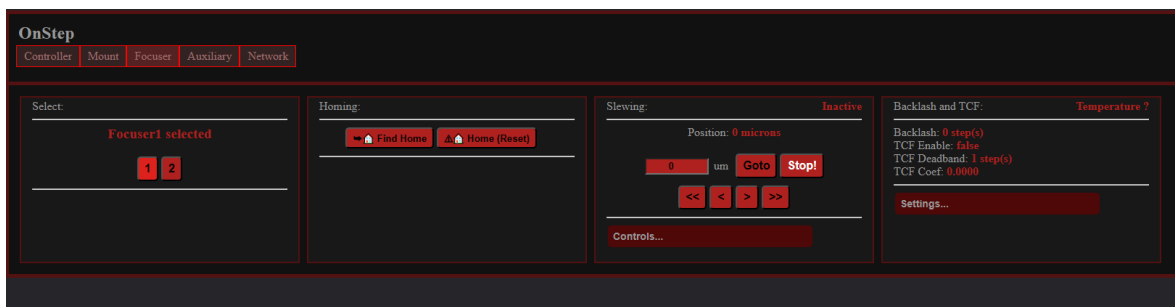 OnStep
Controller Mount Focuser Auxiliary Network
Select:
Focuser1 selected
1 2
Homing:
Find Home Home (Reset)
Slewing: Inactive
Position: 0 microns
0 um Goto Stop!
<< < > >>
Controls...
Backlash and TCF: Temperature ?
Backlash: 0 step(s)
TCF Enable: false
TCF Deadband: 1 step(s)
TCF Coef: 0.0000
Settings...